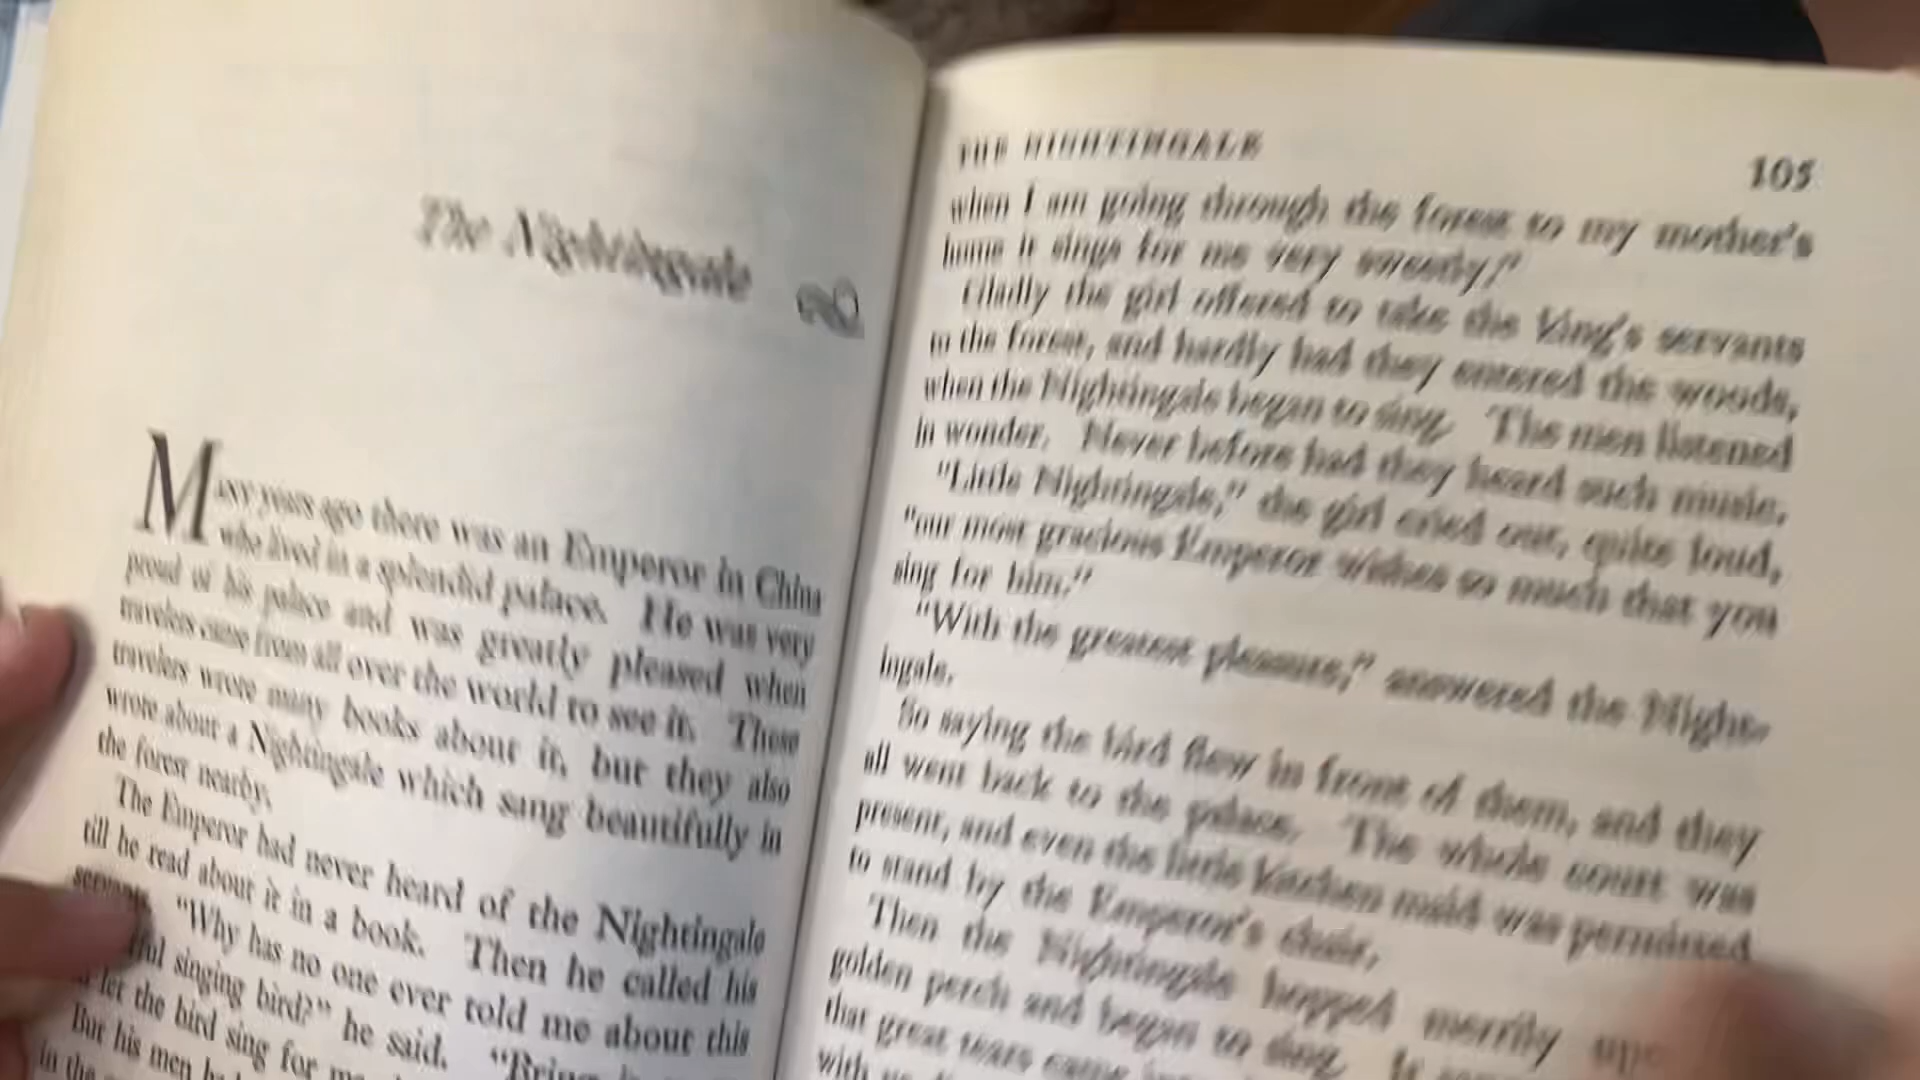 The Nightingale
MANY years ago there was an Emperor in China
who lived in a splendid palace. He was very
proud of his palace and was greatly pleased when
travelers came from all over the world to see it. These
travelers wrote many books about it, but they also
wrote about a Nightingale which sang beautifully in
the forest nearby.
The Emperor had never heard of the Nightingale
till he read about it in a book. Then he called his
servants. "Why has no one ever told me about this
singing bird?" he said. "Bring
let the bird sing for me
But his men
in the
THE NIGHTINGALE
105
when I am going through the forest to my mother's
home it sings for me very sweetly!"
Gladly the girl offered to take the King's servants
to the forest, and hardly had they entered the woods,
when the Nightingale began to sing. The men listened
in wonder. Never before had they heard such music.
"Little Nightingale," the girl cried out, quite loud,
"our most gracious Emperor wishes so much that you
sing for him."
"With the greatest pleasure," answered the Night-
ingale.
So saying the bird flew in front of them, and they
all went back to the palace. The whole court was
present, and even the little kitchen maid was permitted
to stand by the Emperor's chair.
Then the Nightingale hopped merrily
golden perch and began to sing. It
that great tears came
with